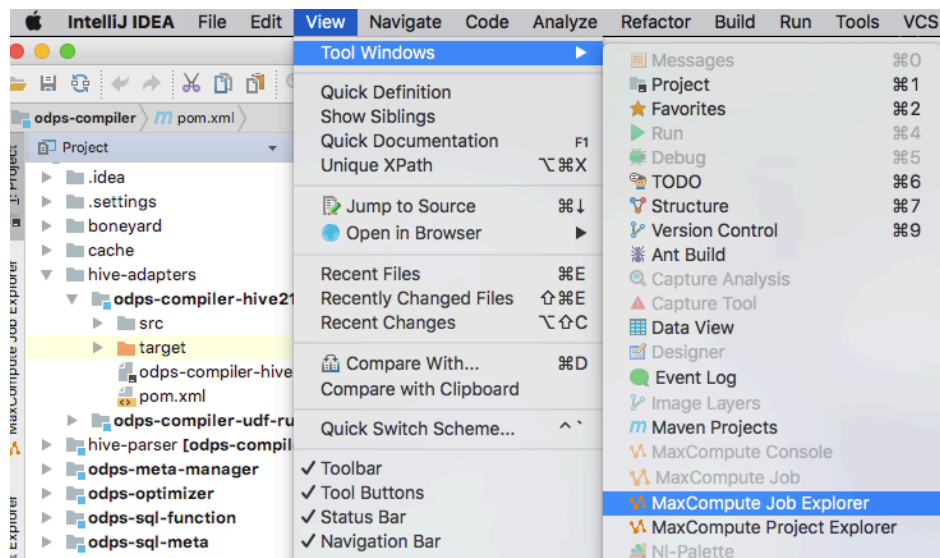 IntelliJ IDEA File Edit View Navigate Code Analyze Refactor Build Run Tools VCS
odps-compiler pom.xml
Project
.idea
.settings
boneyard
cache
hive-adapters
odps-compiler-hive21
src
target
odps-compiler-hive
pom.xml
odps-compiler-udf-ru
hive-parser [odps-compil
odps-meta-manager
odps-optimizer
odps-sql-function
odps-sql-meta
1: Project
MaxCompute Job Explorer
t Explorer
Tool Windows
Quick Definition
Show Siblings
Quick Documentation F1
Unique XPath ⌥⌘X
Jump to Source ⌘↓
Open in Browser
Recent Files ⌘E
Recently Changed Files ⇧⌘E
Recent Changes ⌥⇧C
Compare With... ⌘D
Compare with Clipboard
Quick Switch Scheme... ^`
✓ Toolbar
✓ Tool Buttons
✓ Status Bar
✓ Navigation Bar
Messages ⌘0
Project ⌘1
Favorites ⌘2
Run ⌘4
Debug ⌘5
TODO ⌘6
Structure ⌘7
Version Control ⌘9
Ant Build
Capture Analysis
Capture Tool
Data View
Designer
Event Log
Image Layers
Maven Projects
MaxCompute Console
MaxCompute Job
MaxCompute Job Explorer
MaxCompute Project Explorer
NI-Palette